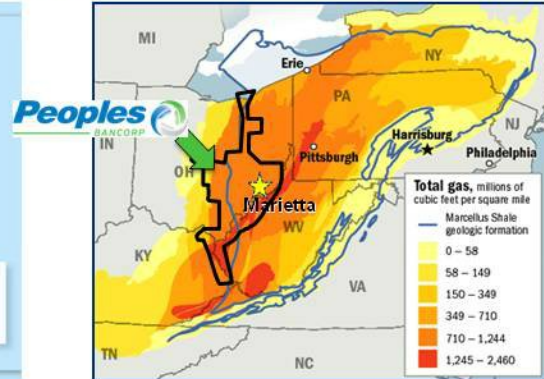 MI
NY
Erie
PA
Peoples
BANCORP
IN
OH
Pittsburgh
Harrisburg
NJ
Philadelphia
Marietta
WV
KY
VA
TN
NC
Total gas, millions of
cubic feet per square mile
Marcellus Shale
geologic formation
0 – 58
58 – 149
150 – 349
349 – 710
710 – 1,244
1,245 – 2,460